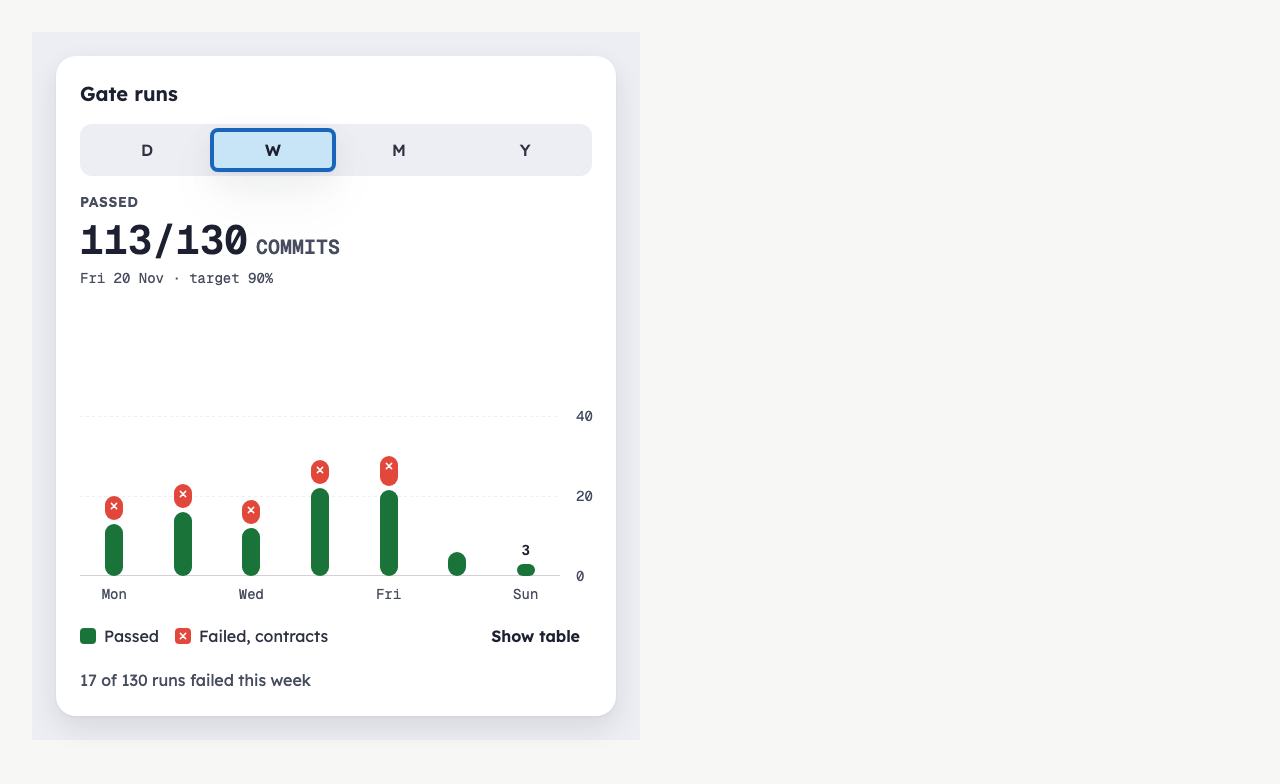 Gate runs
D W M Y
PASSED
113/130 COMMITS
Fri 20 Nov · target 90%
40
20
3
0
Mon Wed Fri Sun
Passed Failed, contracts Show table
17 of 130 runs failed this week